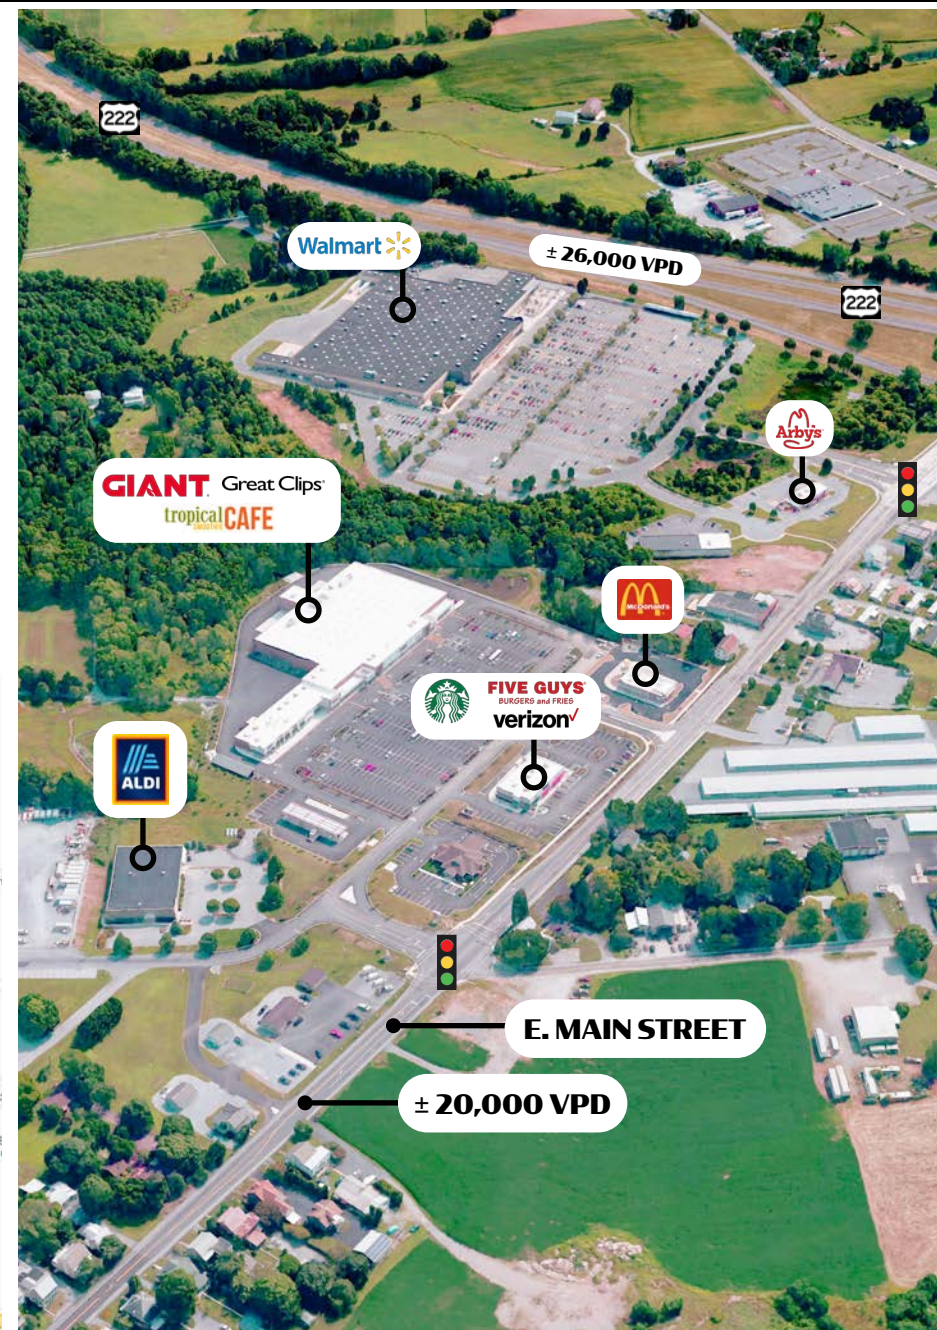 222
Walmart
± 26,000 VPD
222
Arby's
GIANT Great Clips
tropical CAFE
SMOOTHIE
McDonald's
FIVE GUYS
BURGERS and FRIES
verizon
ALDI
E. MAIN STREET
± 20,000 VPD